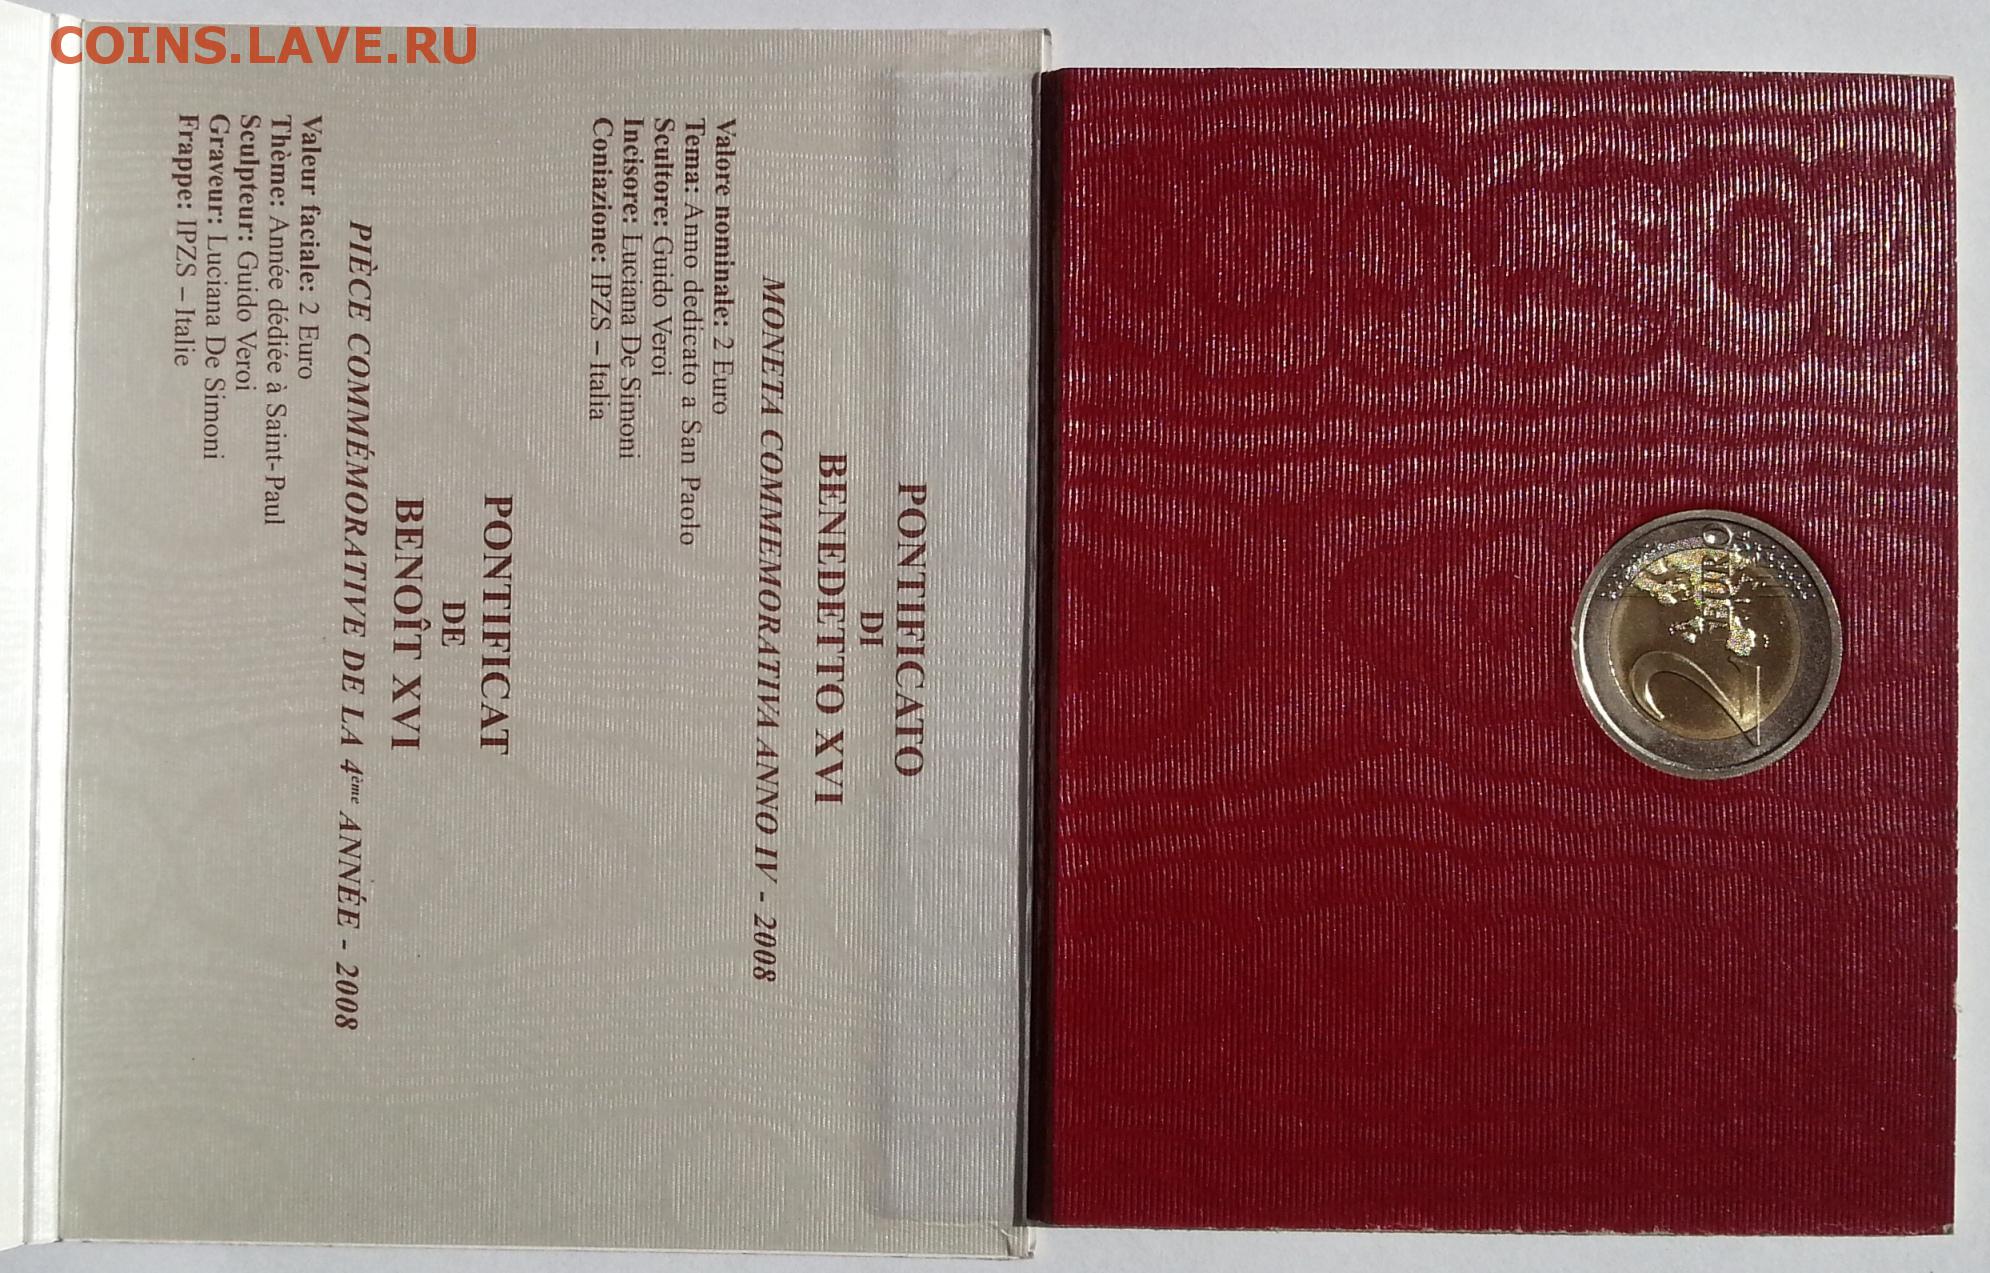 COINS.LAVE.RU
PONTIFICATO
DI
BENEDETTO XVI
MONETA COMMEMORATIVA ANNO IV - 2008
Valore nominale: 2 Euro
Tema: Anno dedicato a San Paolo
Scultore: Guido Veroi
Incisore: Luciana De Simoni
Coniazione: IPZS – Italia
PONTIFICAT
DE
BENOÎT XVI
PIÈCE COMMÉMORATIVE DE LA 4ème ANNÉE - 2008
Valeur faciale: 2 Euro
Thème: Année dédiée à Saint-Paul
Sculpteur: Guido Veroi
Graveur: Luciana De Simoni
Frappe: IPZS – Italie
2 EURO